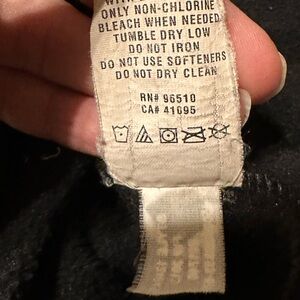 ONLY NON-CHLORINE
BLEACH WHEN NEEDED
TUMBLE DRY LOW
DO NOT IRON
DO NOT USE SOFTENERS
DO NOT DRY CLEAN
RN# 96510
CA# 41695